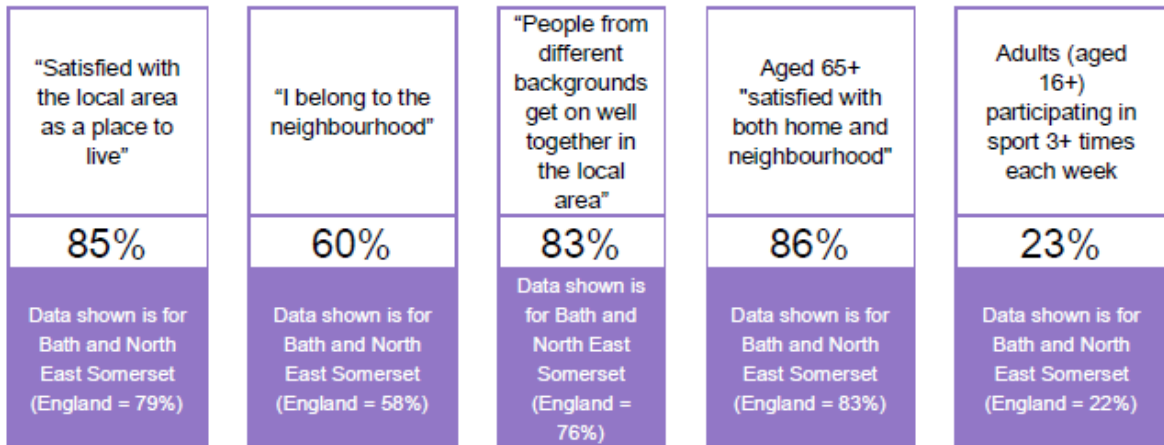 “Satisfied with
the local area
as a place to
live”
85%
Data shown is for
Bath and North
East Somerset
(England = 79%)
“I belong to the
neighbourhood”
60%
Data shown is for
Bath and North
East Somerset
(England = 58%)
“People from
different
backgrounds
get on well
together in
the local
area”
83%
Data shown is
for Bath and
North East
Somerset
(England =
76%)
Aged 65+
"satisfied with
both home and
neighbourhood"
86%
Data shown is for
Bath and North
East Somerset
(England = 83%)
Adults (aged
16+)
participating in
sport 3+ times
each week
23%
Data shown is for
Bath and North
East Somerset
(England = 22%)